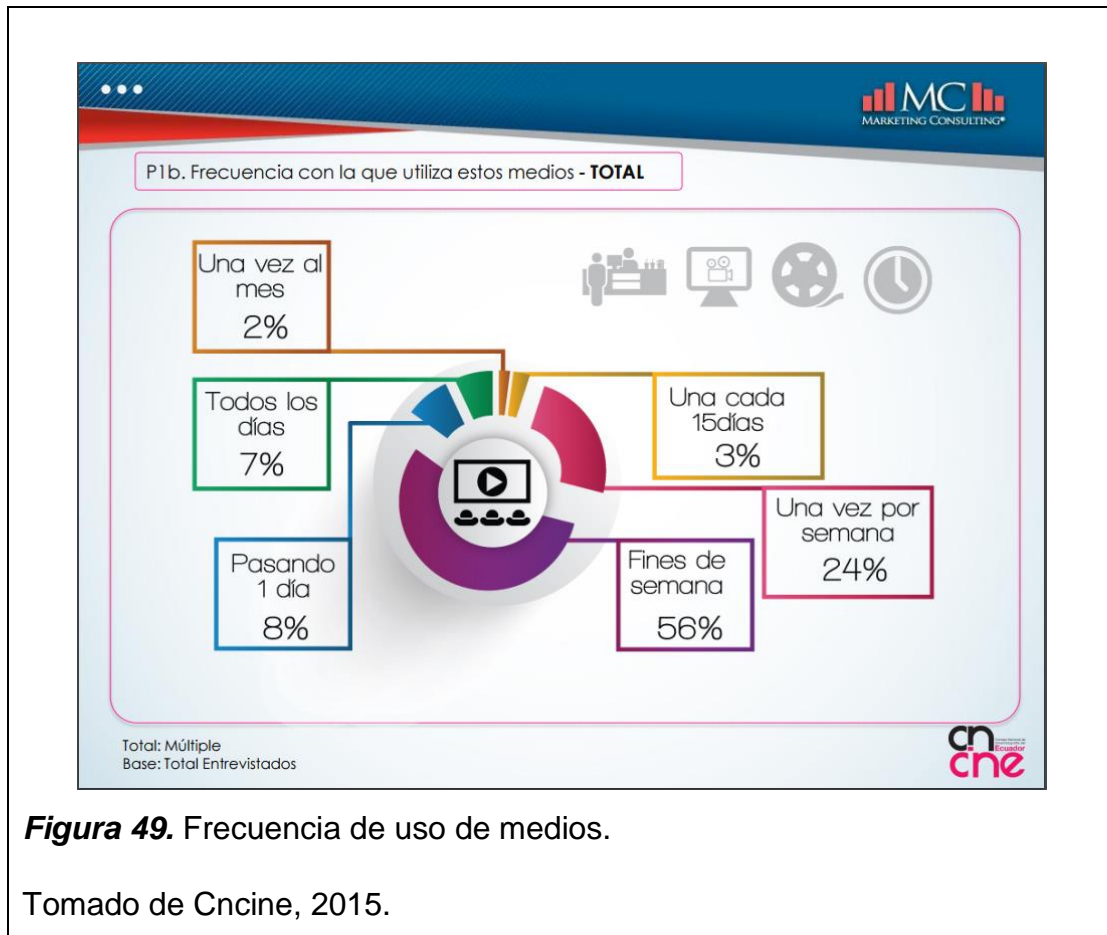 MC
MARKETING CONSULTING®
P1b. Frecuencia con la que utiliza estos medios - TOTAL
Una vez al
mes
2%
Todos los
días
7%
Pasando
1 día
8%
Una cada
15días
3%
Una vez por
semana
24%
Fines de
semana
56%
Total: Múltiple
Base: Total Entrevistados
cn
cne
Ecuador
Figura 49. Frecuencia de uso de medios.
Tomado de Cncine, 2015.